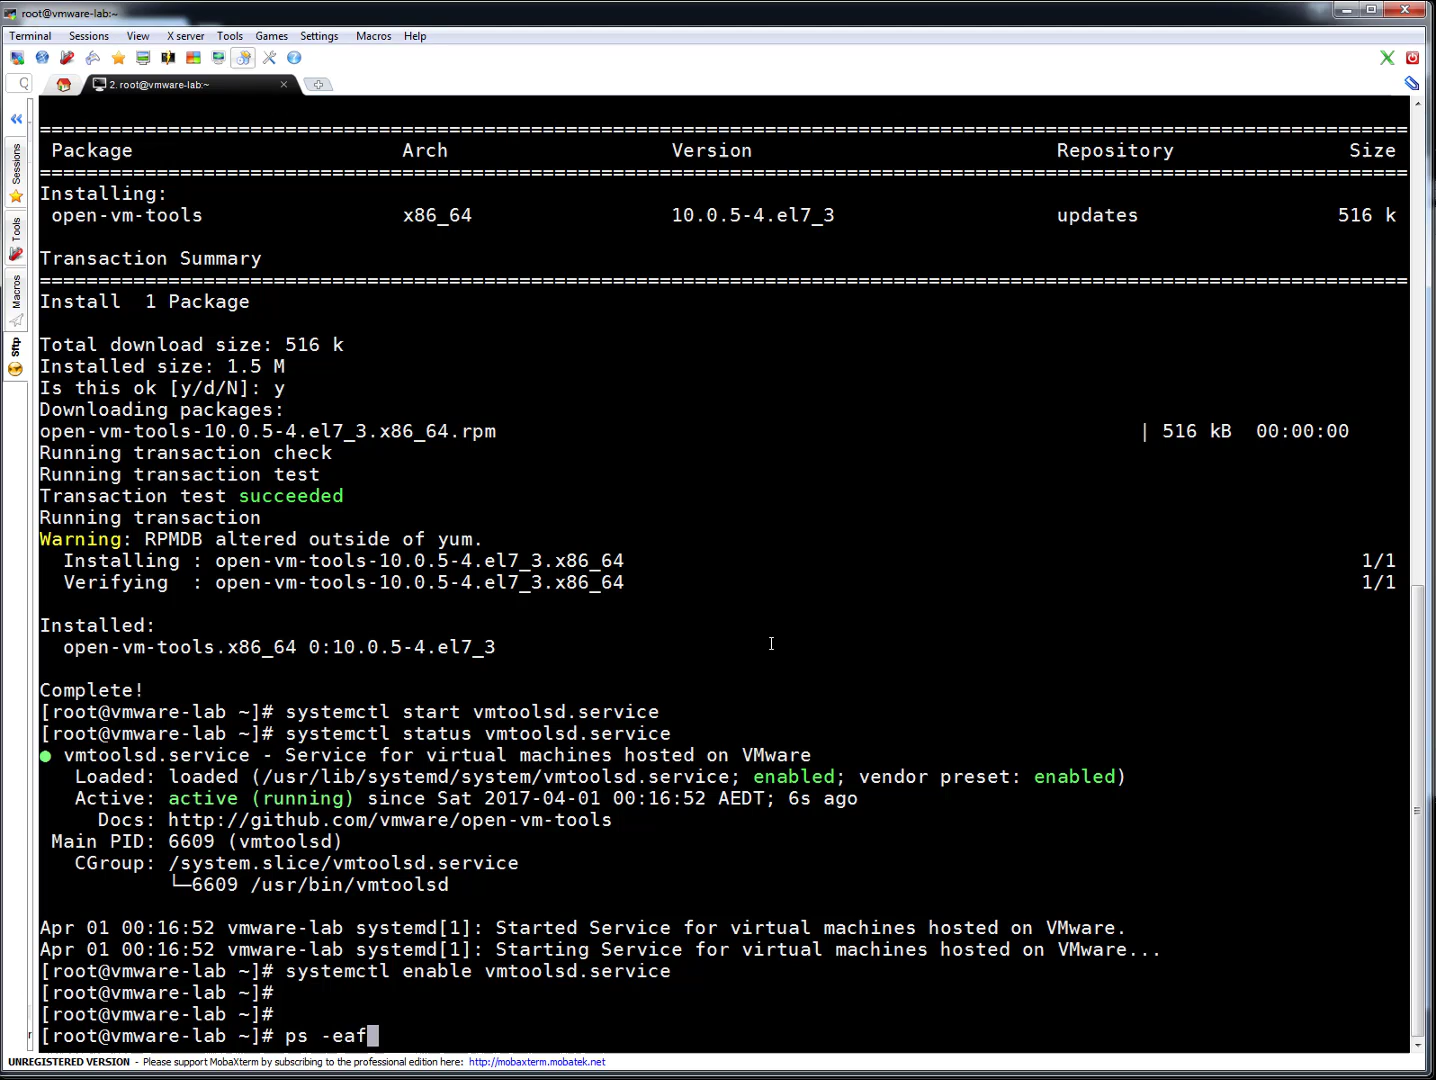 root@vmware-lab:~
Terminal Sessions View X server Tools Games Settings Macros Help
2. root@vmware-lab:~
Sessions
Tools
Macros
Sftp
================================================================================
Package Arch Version Repository Size
================================================================================
Installing:
open-vm-tools x86_64 10.0.5-4.el7_3 updates 516 k
Transaction Summary
================================================================================
Install 1 Package
Total download size: 516 k
Installed size: 1.5 M
Is this ok [y/d/N]: y
Downloading packages:
open-vm-tools-10.0.5-4.el7_3.x86_64.rpm | 516 kB 00:00:00
Running transaction check
Running transaction test
Transaction test succeeded
Running transaction
Warning: RPMDB altered outside of yum.
Installing : open-vm-tools-10.0.5-4.el7_3.x86_64 1/1
Verifying : open-vm-tools-10.0.5-4.el7_3.x86_64 1/1
Installed:
open-vm-tools.x86_64 0:10.0.5-4.el7_3
Complete!
[root@vmware-lab ~]# systemctl start vmtoolsd.service
[root@vmware-lab ~]# systemctl status vmtoolsd.service
● vmtoolsd.service - Service for virtual machines hosted on VMware
Loaded: loaded (/usr/lib/systemd/system/vmtoolsd.service; enabled; vendor preset: enabled)
Active: active (running) since Sat 2017-04-01 00:16:52 AEDT; 6s ago
Docs: http://github.com/vmware/open-vm-tools
Main PID: 6609 (vmtoolsd)
CGroup: /system.slice/vmtoolsd.service
└─6609 /usr/bin/vmtoolsd
Apr 01 00:16:52 vmware-lab systemd[1]: Started Service for virtual machines hosted on VMware.
Apr 01 00:16:52 vmware-lab systemd[1]: Starting Service for virtual machines hosted on VMware...
[root@vmware-lab ~]# systemctl enable vmtoolsd.service
[root@vmware-lab ~]#
[root@vmware-lab ~]#
[root@vmware-lab ~]# ps -eaf
UNREGISTERED VERSION - Please support MobaXterm by subscribing to the professional edition here: http://mobaxterm.mobatek.net